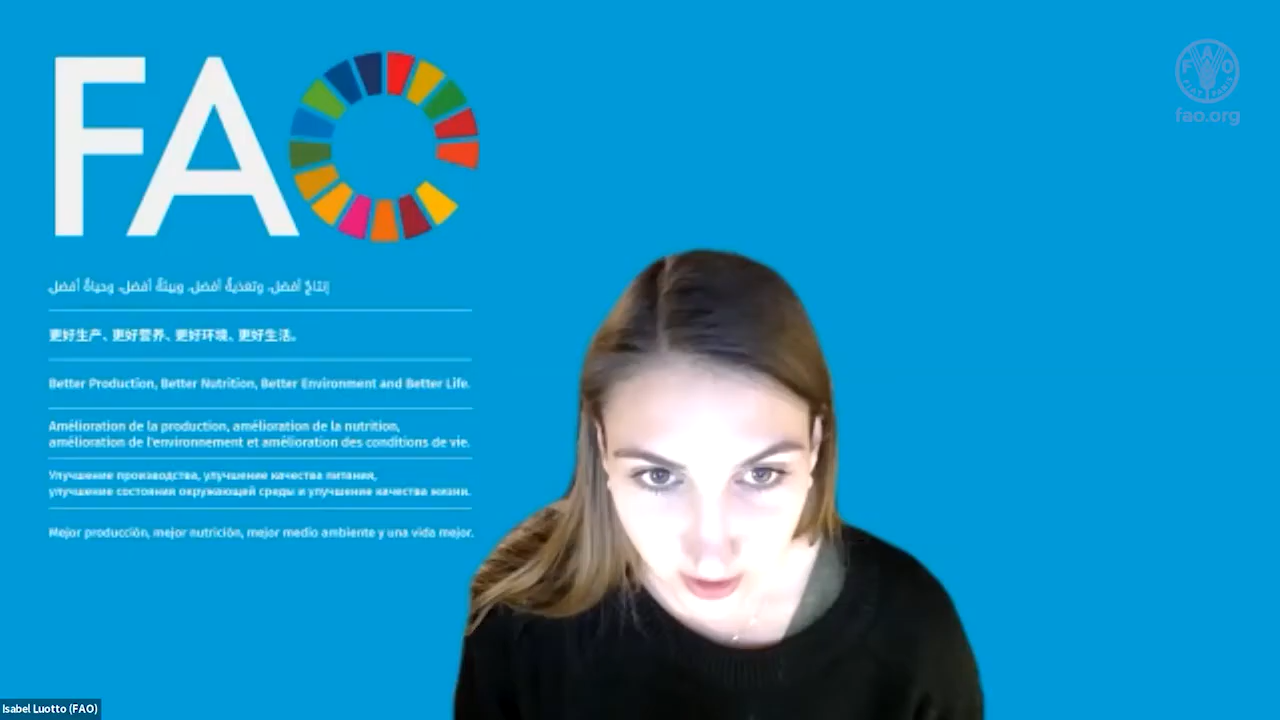 FAO
إنتاجٌ أفضل، وتغذيةٌ أفضل، وبيئةٌ أفضل، وحياةٌ أفضل.
更好生产、更好营养、更好环境、更好生活。
Better Production, Better Nutrition, Better Environment and Better Life.
Amélioration de la production, amélioration de la nutrition,
amélioration de l'environnement et amélioration des conditions de vie.
Улучшение производства, улучшение качества питания,
улучшение состояния окружающей среды и улучшение качества жизни.
Mejor producción, mejor nutrición, mejor medio ambiente y una vida mejor.
FAO
FIAT PANIS
fao.org
Isabel Luotto (FAO)